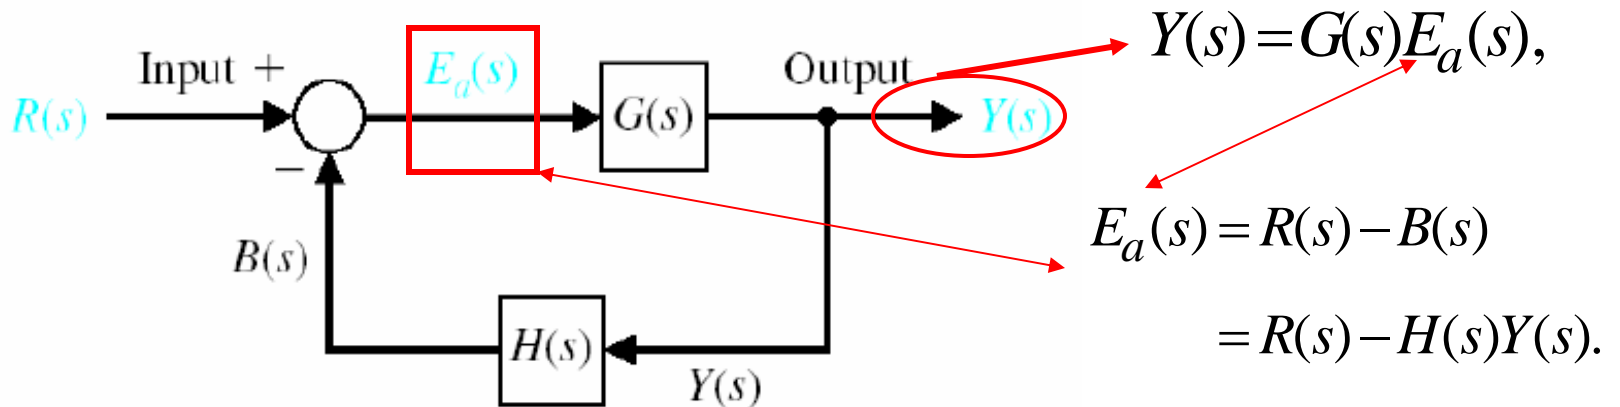 Input +
R(s)
E_a(s)
G(s)
Output
Y(s)
−
B(s)
H(s)
Y(s)
Y(s) = G(s)E_a(s),
E_a(s) = R(s) − B(s)
= R(s) − H(s)Y(s).